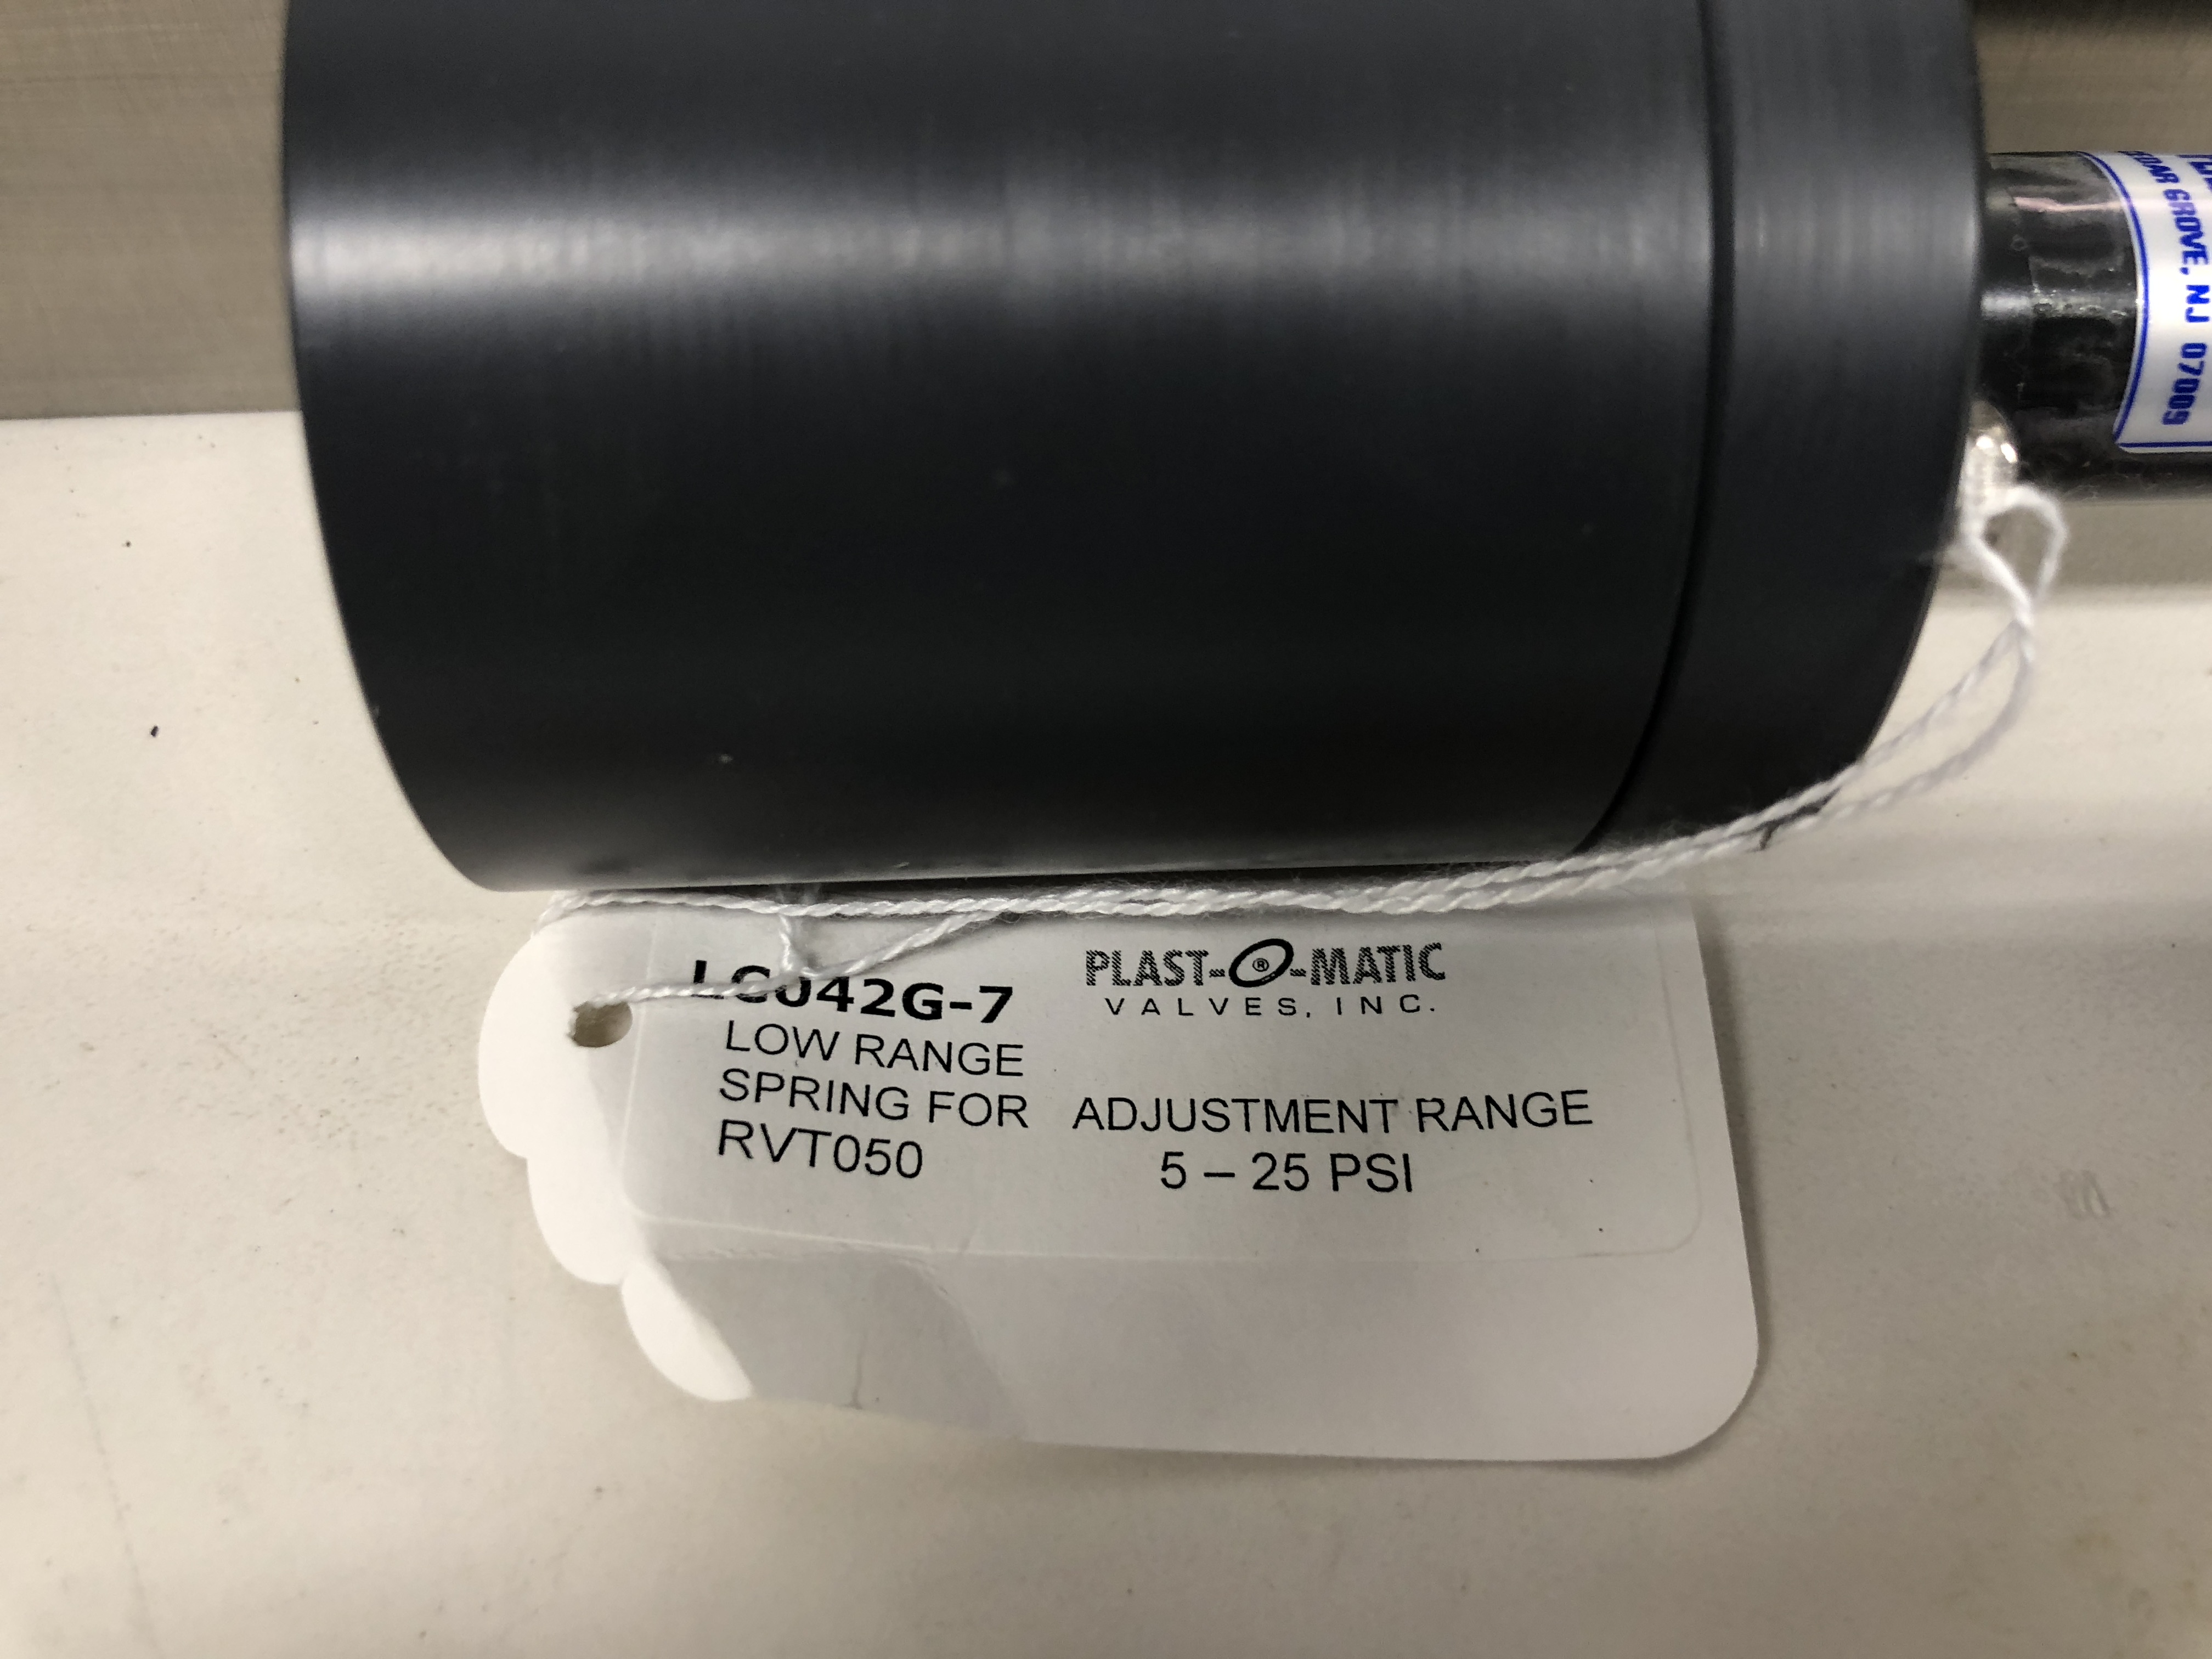 CEDAR GROVE, NJ 07009
PLAST-O-MATIC
®
VALVES, INC.
LC042G-7
LOW RANGE
SPRING FOR
RVT050
ADJUSTMENT RANGE
5 – 25 PSI